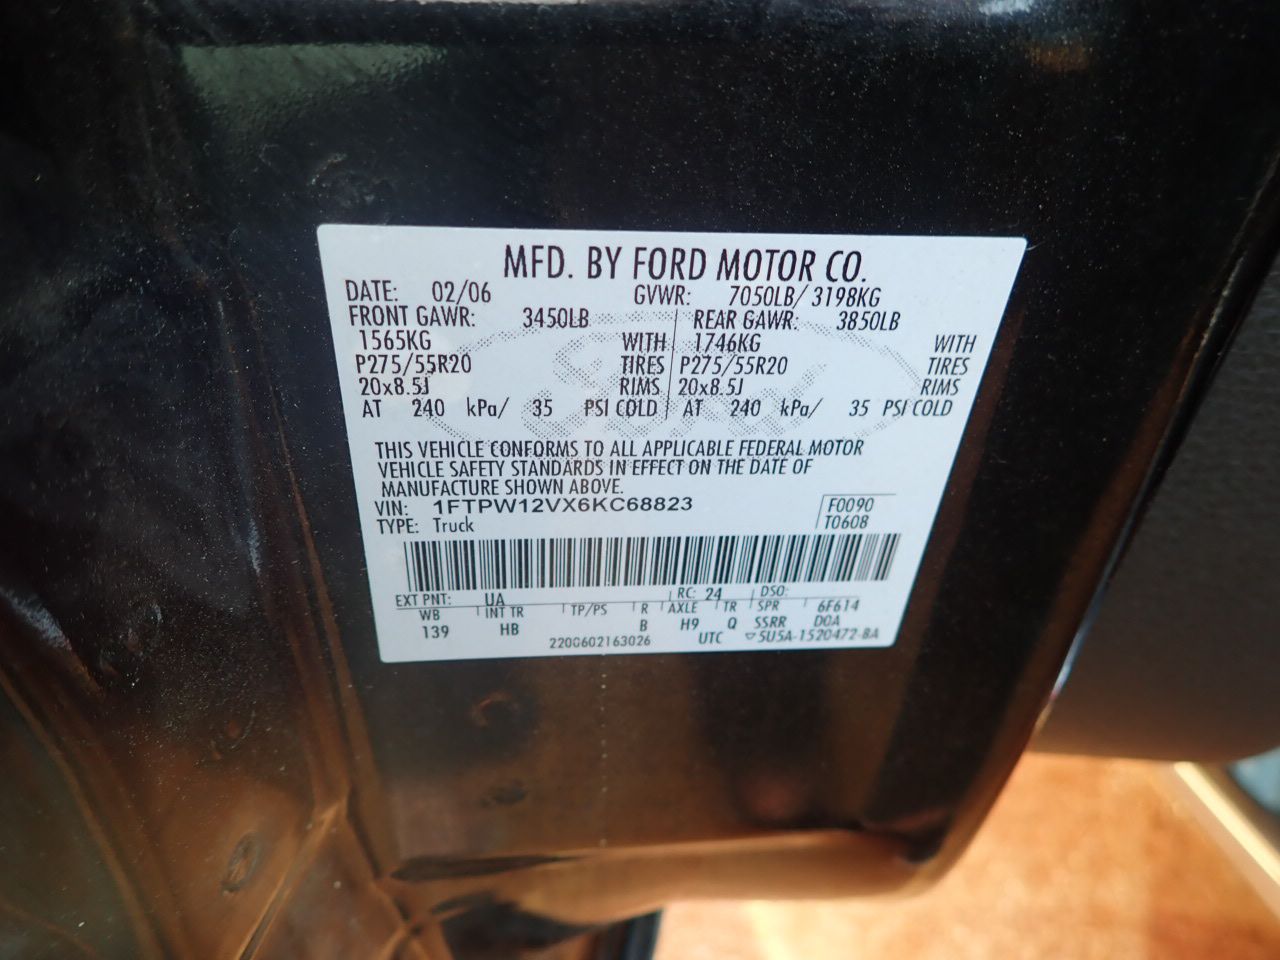 MFD. BY FORD MOTOR CO.
DATE: 02/06 GVWR: 7050LB/ 3198KG
FRONT GAWR: 3450LB REAR GAWR: 3850LB
1565KG WITH 1746KG WITH
P275/55R20 TIRES P275/55R20 TIRES
20x8.5J RIMS 20x8.5J RIMS
AT 240 kPa/ 35 PSI COLD AT 240 kPa/ 35 PSI COLD
THIS VEHICLE CONFORMS TO ALL APPLICABLE FEDERAL MOTOR
VEHICLE SAFETY STANDARDS IN EFFECT ON THE DATE OF
MANUFACTURE SHOWN ABOVE.
VIN: 1FTPW12VX6KC68823 F0090
TYPE: Truck T0608
EXT PNT: UA RC: 24 DSO:
WB INT TR TP/PS R AXLE TR SPR 6F614
139 HB B H9 Q SSRR DOA
220G602163026 UTC ▽5U5A-1520472-BA